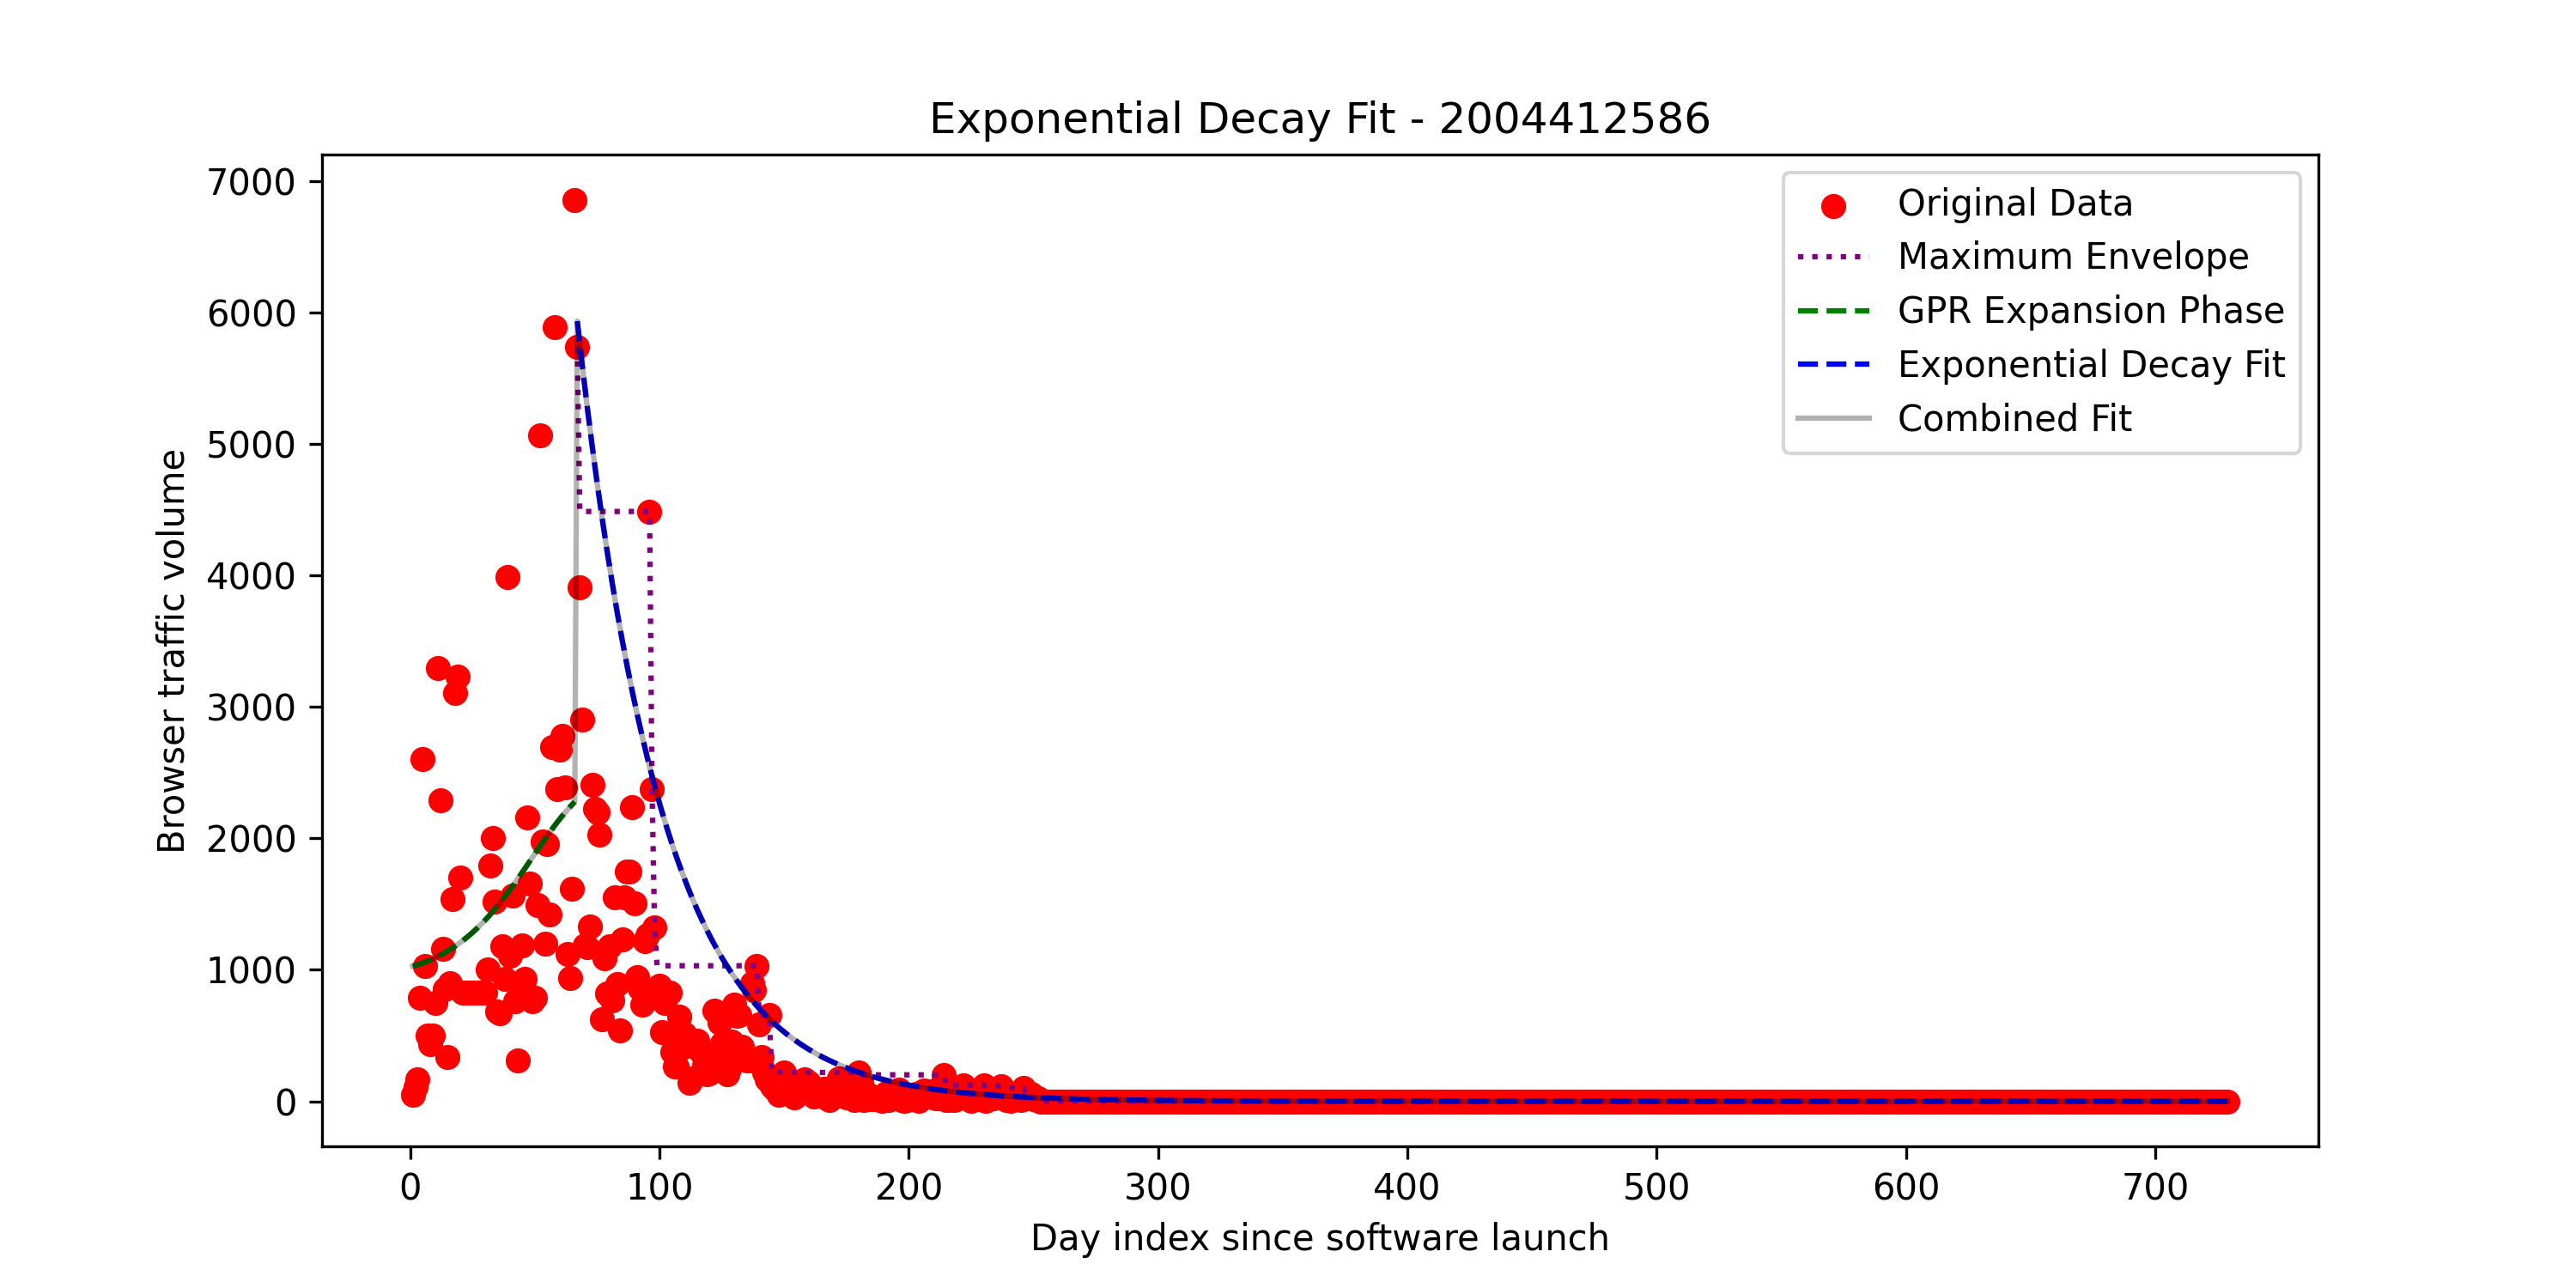 Exponential Decay Fit - 2004412586
7000
6000
5000
4000
3000
2000
1000
0
Browser traffic volume
Original Data
Maximum Envelope
GPR Expansion Phase
Exponential Decay Fit
Combined Fit
0 100 200 300 400 500 600 700
Day index since software launch